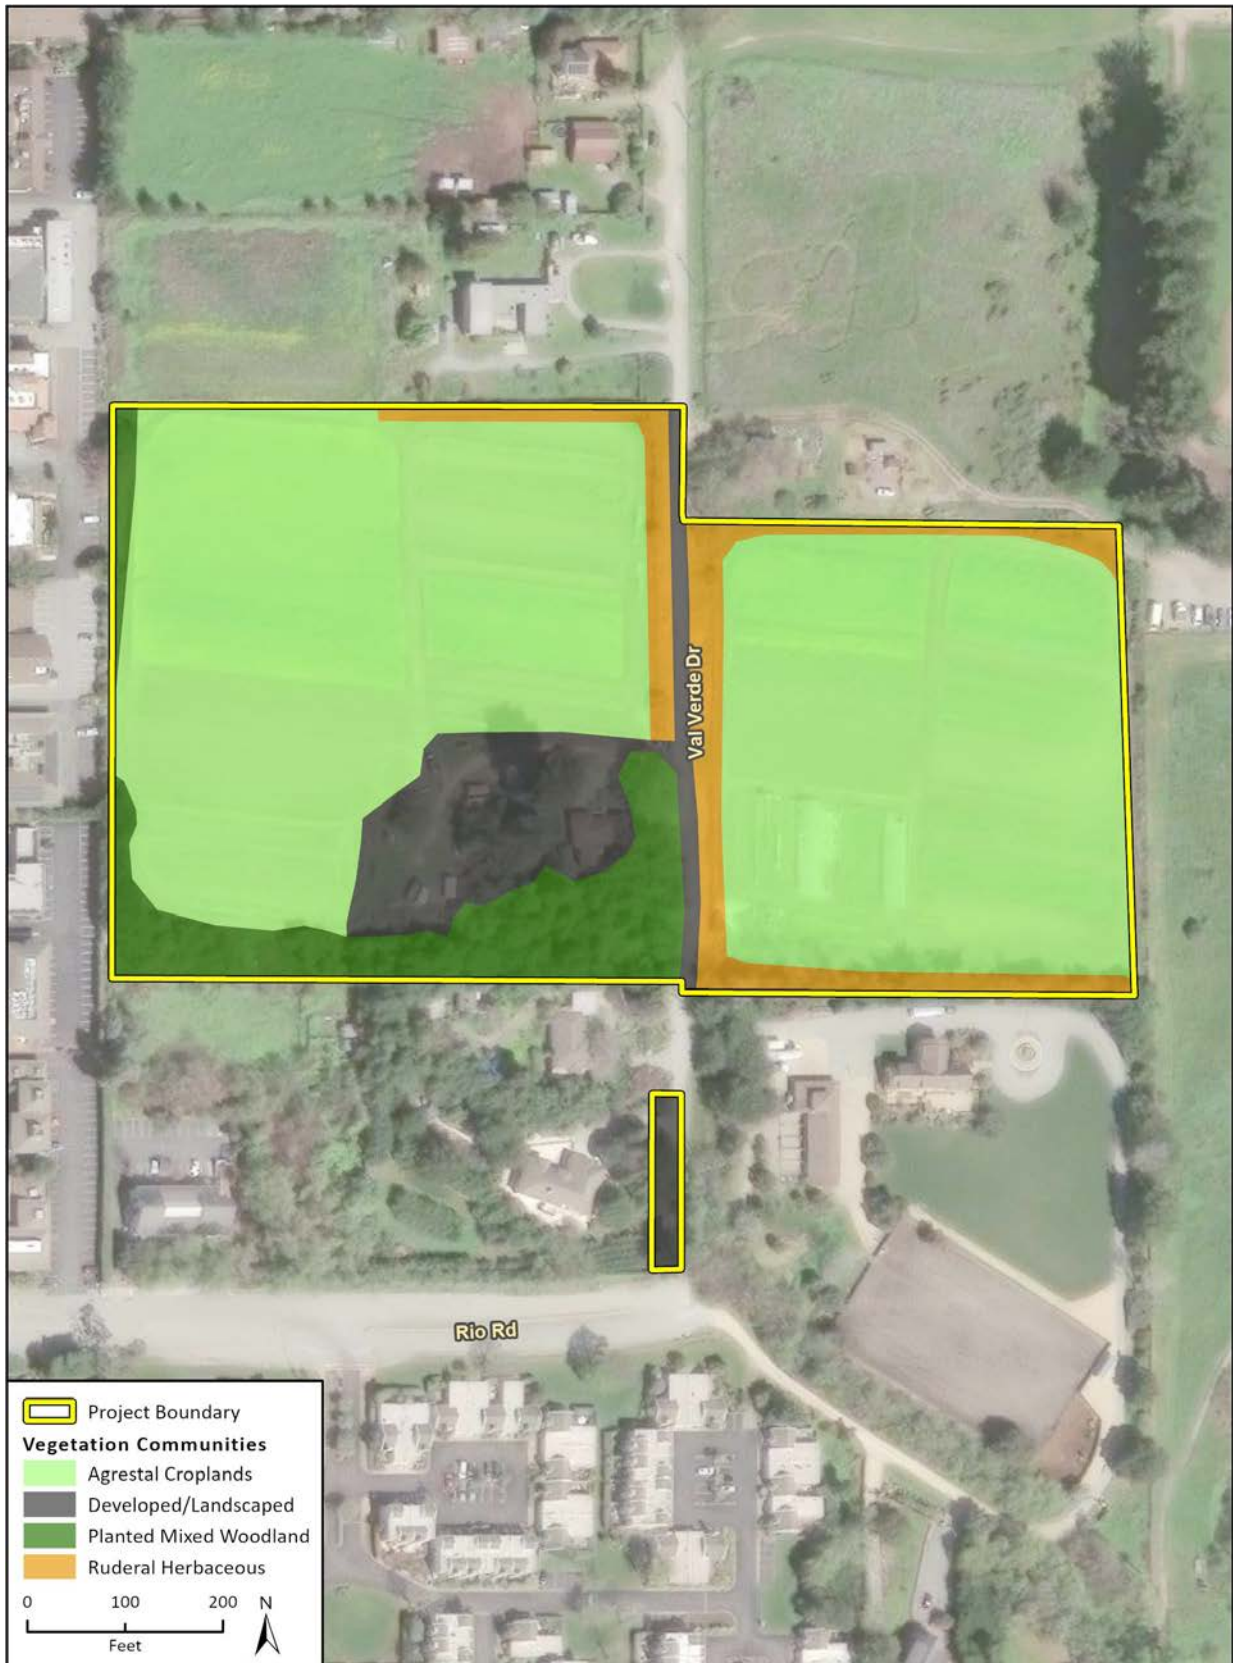 Val Verde Dr
Rio Rd
Project Boundary
Vegetation Communities
Agrestal Croplands
Developed/Landscaped
Planted Mixed Woodland
Ruderal Herbaceous
0 100 200
Feet
N